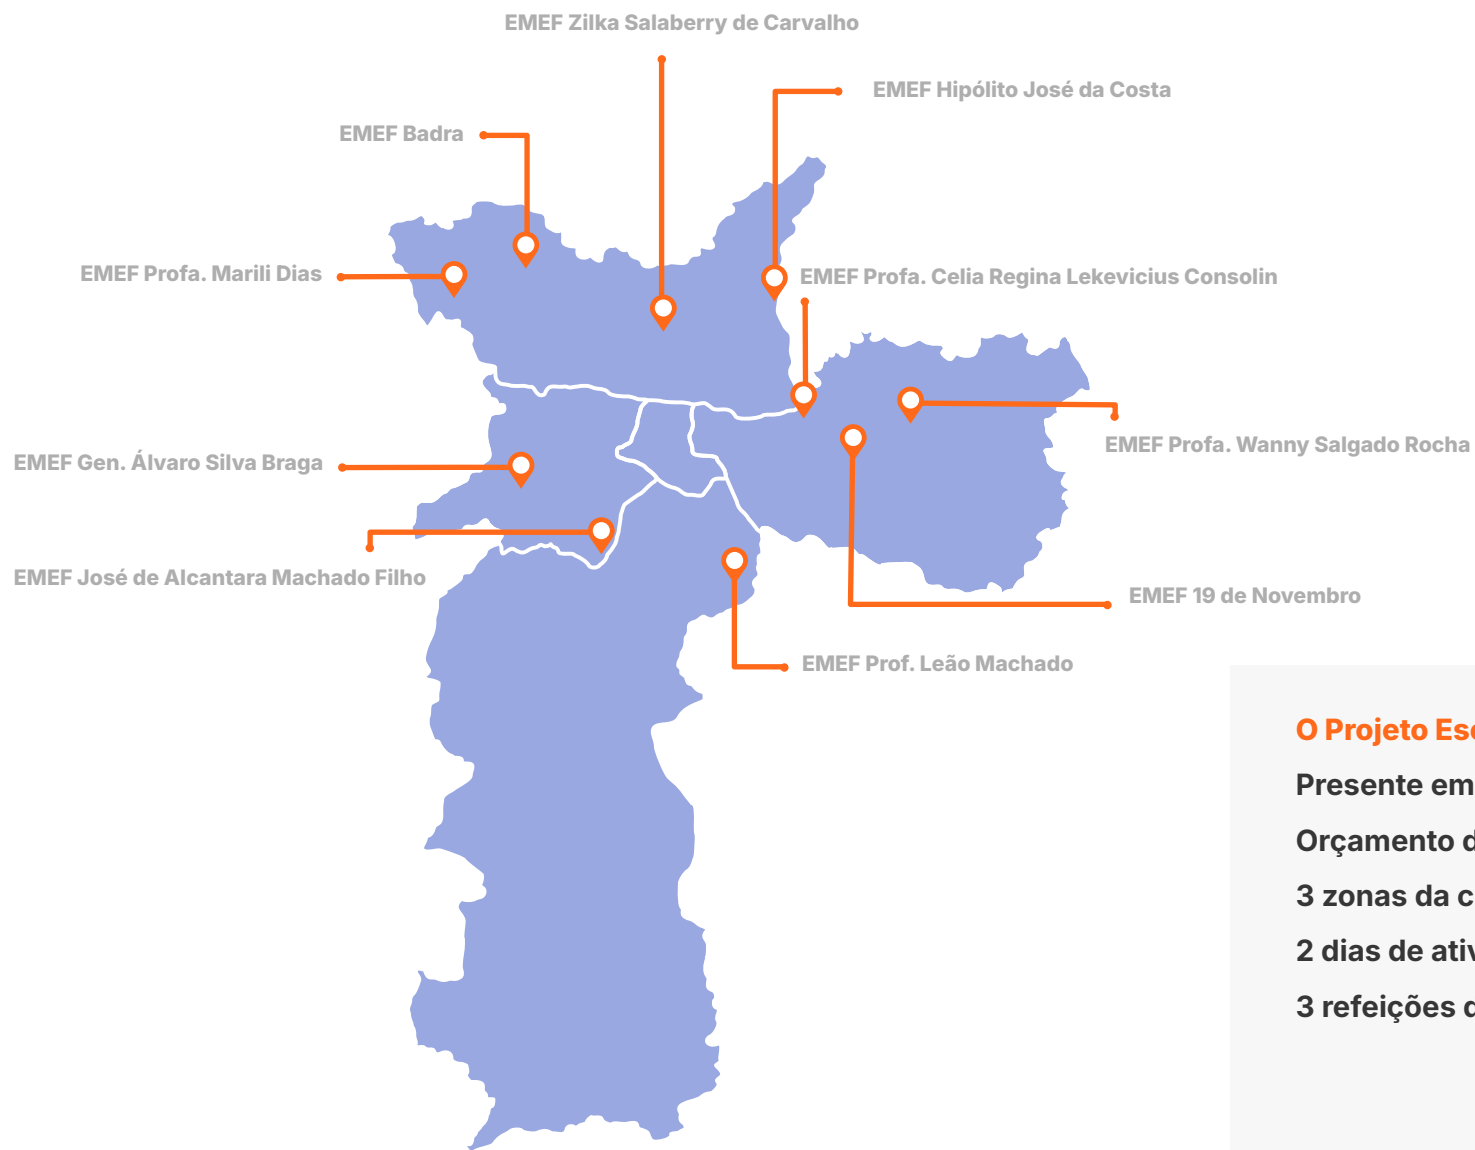 EMEF Zilka Salaberry de Carvalho
EMEF Hipólito José da Costa
EMEF Badra
EMEF Profa. Marili Dias
EMEF Profa. Celia Regina Lekevicius Consolin
EMEF Profa. Wanny Salgado Rocha
EMEF Gen. Álvaro Silva Braga
EMEF José de Alcantara Machado Filho
EMEF 19 de Novembro
EMEF Prof. Leão Machado
O Projeto
Presente em
Orçamento
3 zonas da
2 dias de
3 refeições